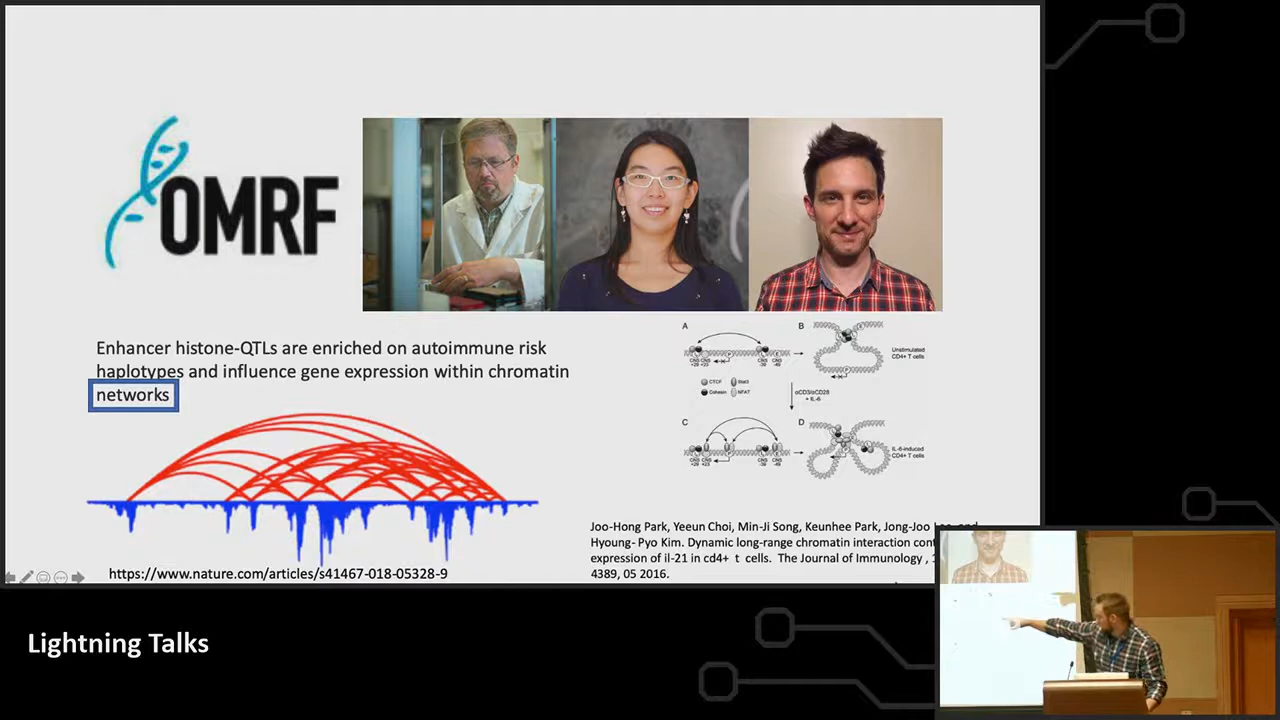 OMRF
Enhancer histone-QTLs are enriched on autoimmune risk
haplotypes and influence gene expression within chromatin
networks
https://www.nature.com/articles/s41467-018-05328-9
A
B
Unstimulated
CD4+ T cells
CTCF
Stat3
Cohesin
NFAT
αCD3/αCD28
+ IL-6
C
D
IL-6-induced
CD4+ T cells
Joo-Hong Park, Yeeun Choi, Min-Ji Song, Keunhee Park, Jong-Joo
Hyoung- Pyo Kim. Dynamic long-range chromatin interaction
expression of il-21 in cd4+ t cells. The Journal of Immunology ,
4389, 05 2016.
Lightning Talks